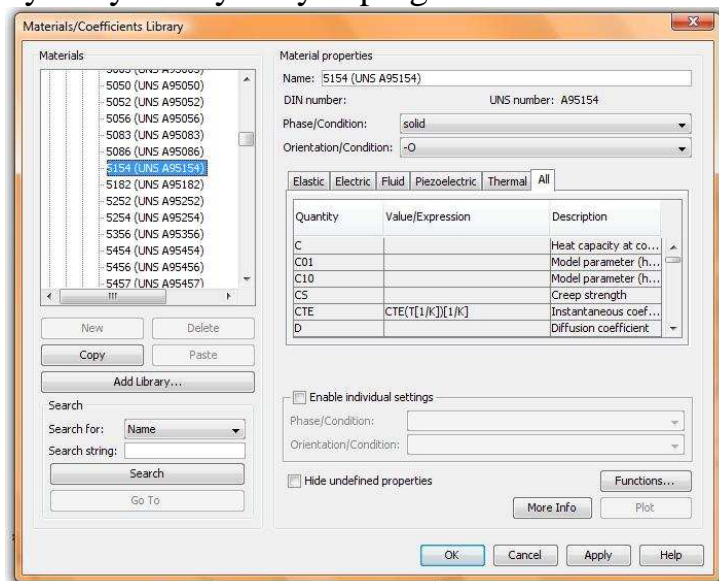 Materials/Coefficients Library
Materials
5050 (UNS A95050)
5052 (UNS A95052)
5056 (UNS A95056)
5083 (UNS A95083)
5086 (UNS A95086)
5154 (UNS A95154)
5182 (UNS A95182)
5252 (UNS A95252)
5254 (UNS A95254)
5356 (UNS A95356)
5454 (UNS A95454)
5456 (UNS A95456)
5457 (UNS A95457)
New Delete
Copy Paste
Add Library...
Search
Search for: Name
Search string:
Search
Go To
Material properties
Name: 5154 (UNS A95154)
DIN number: UNS number: A95154
Phase/Condition: solid
Orientation/Condition: -O
Elastic Electric Fluid Piezoelectric Thermal All
Quantity Value/Expression Description
C Heat capacity at co...
C01 Model parameter (h...
C10 Model parameter (h...
CS Creep strength
CTE CTE(T[1/K])[1/K] Instantaneous coef...
D Diffusion coefficient
Enable individual settings
Phase/Condition:
Orientation/Condition:
Hide undefined properties
Functions...
More Info Plot
OK Cancel Apply Help